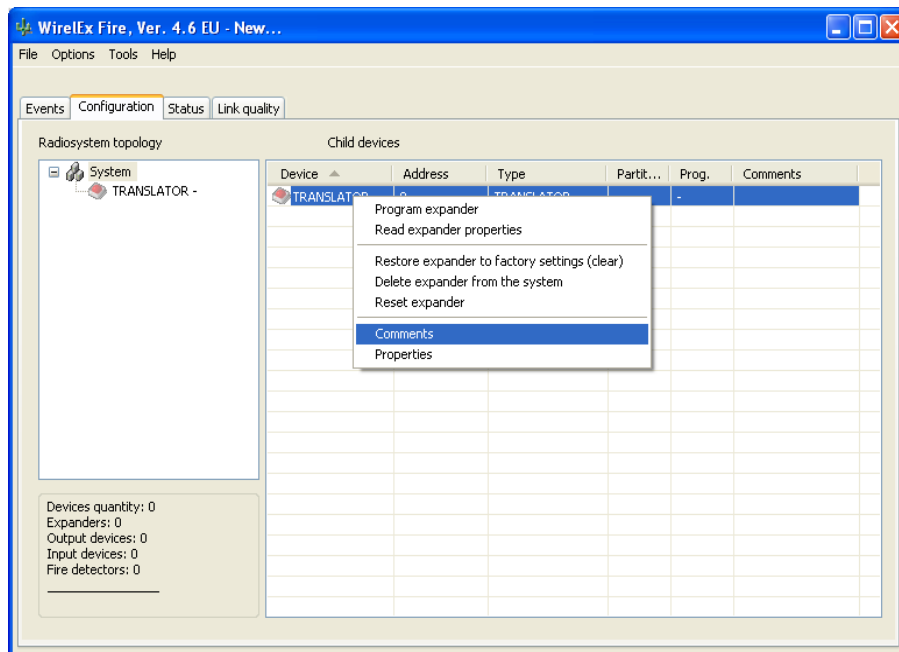 WirelEx Fire, Ver. 4.6 EU - New...
File Options Tools Help
Events Configuration Status Link quality
Radiosystem topology Child devices
System
TRANSLATOR -
Device Address Type Partit... Prog. Comments
TRANSLATOR 0 TRANSLATOR -
Program expander
Read expander properties
Restore expander to factory settings (clear)
Delete expander from the system
Reset expander
Comments
Properties
Devices quantity: 0
Expanders: 0
Output devices: 0
Input devices: 0
Fire detectors: 0